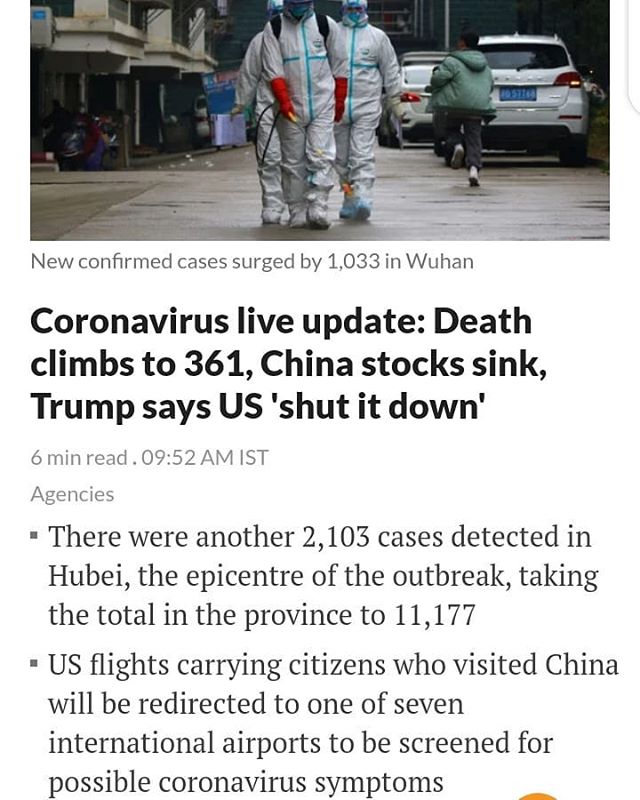 New confirmed cases surged by 1,033 in Wuhan
Coronavirus live update: Death
climbs to 361, China stocks sink,
Trump says US 'shut it down'
6 min read . 09:52 AM IST
Agencies
▪ There were another 2,103 cases detected in
Hubei, the epicentre of the outbreak, taking
the total in the province to 11,177
▪ US flights carrying citizens who visited China
will be redirected to one of seven
international airports to be screened for
possible coronavirus symptoms